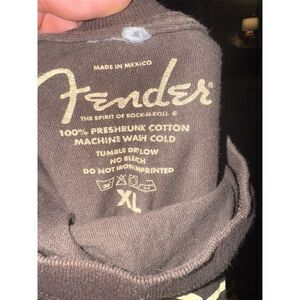 MADE IN MEXICO
Fender
THE SPIRIT OF ROCK-N-ROLL ®
100% PRESHRUNK COTTON
MACHINE WASH COLD
TUMBLE DRY LOW
NO BLEACH
DO NOT IRON IMPRINTED
XL